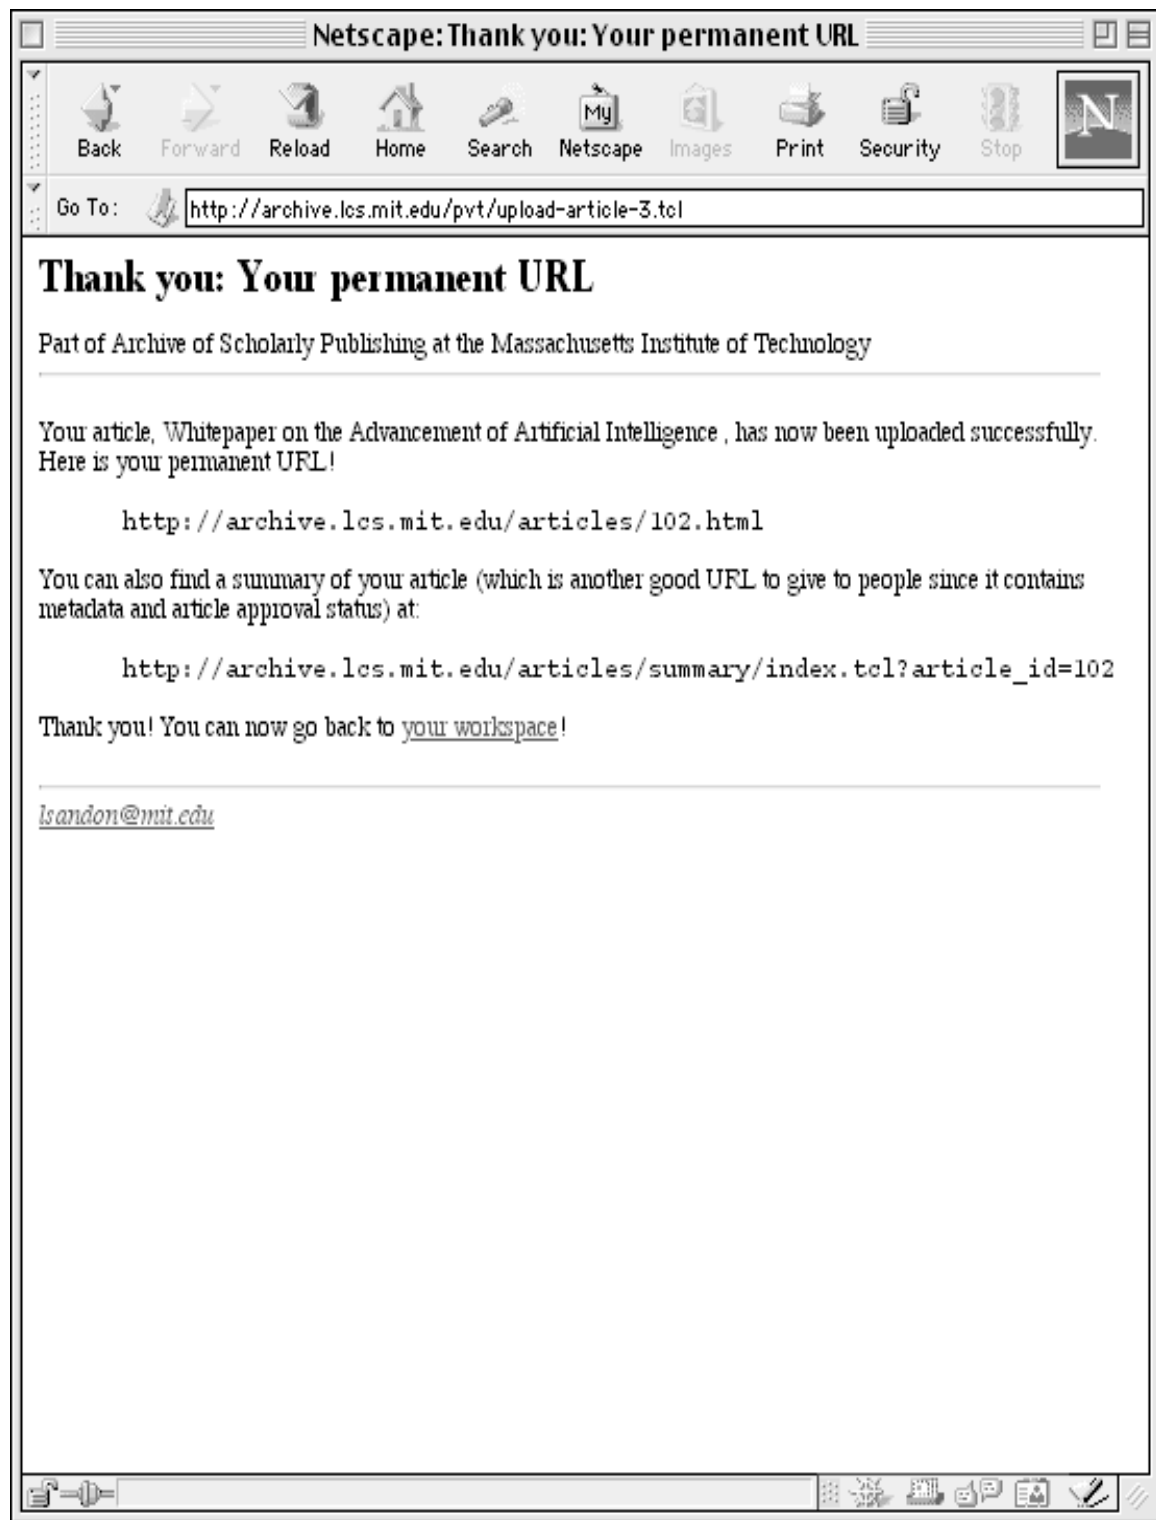 Netscape: Thank you: Your permanent URL
Back Forward Reload Home Search Netscape Images Print Security Stop
My
N
Go To: http://archive.lcs.mit.edu/pvt/upload-article-3.tcl
Thank you: Your permanent URL
Part of Archive of Scholarly Publishing at the Massachusetts Institute of Technology
Your article, Whitepaper on the Advancement of Artificial Intelligence , has now been uploaded successfully.
Here is your permanent URL!
http://archive.lcs.mit.edu/articles/102.html
You can also find a summary of your article (which is another good URL to give to people since it contains
metadata and article approval status) at:
http://archive.lcs.mit.edu/articles/summary/index.tcl?article_id=102
Thank you! You can now go back to your workspace!
lsandon@mit.edu